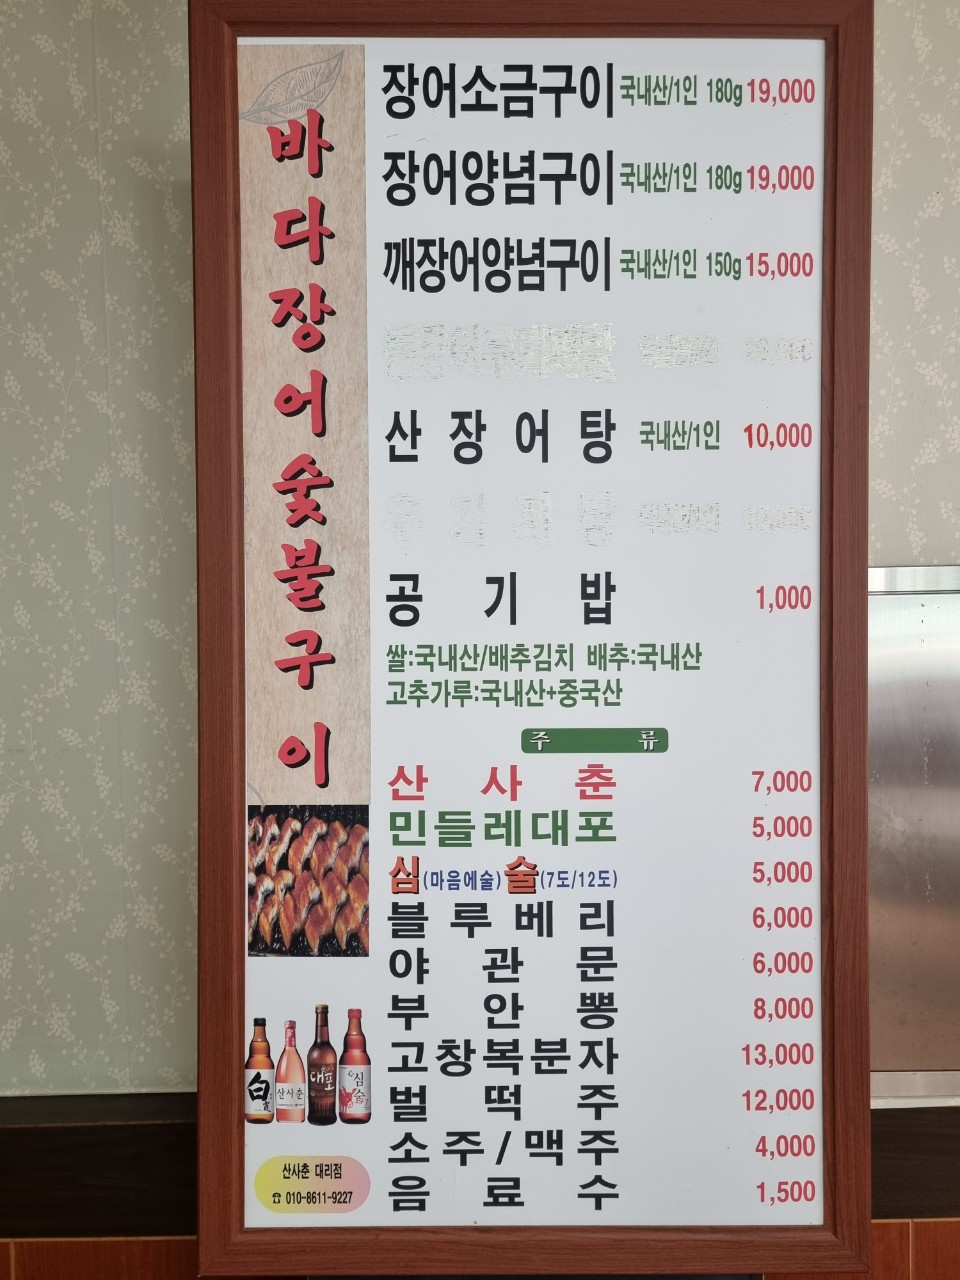 바다장어숯불구이
장어소금구이 국내산/1인 180g 19,000
장어양념구이 국내산/1인 180g 19,000
깨장어양념구이 국내산/1인 150g 15,000
산장어탕 국내산/1인 10,000
공기밥 1,000
쌀:국내산/배추김치 배추:국내산
고추가루:국내산+중국산
주류
산사춘 7,000
민들레대포 5,000
심(마음에술)술(7도/12도) 5,000
블루베리 6,000
야관문 6,000
부안뽕 8,000
고창복분자 13,000
벌떡주 12,000
소주/맥주 4,000
음료수 1,500
白
산사춘
대포
심술
산사춘 대리점
☎ 010-8611-9227